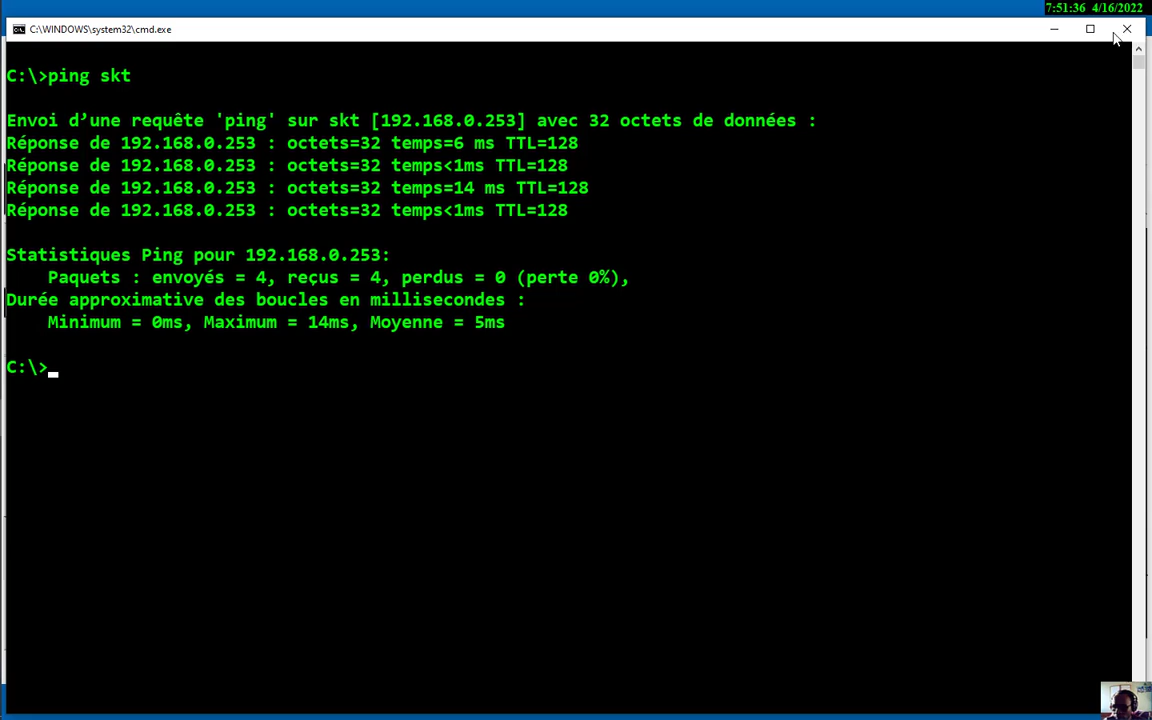 7:51:36 4/16/2022
C:\WINDOWS\system32\cmd.exe
C:\>ping skt
Envoi d’une requête 'ping' sur skt [192.168.0.253] avec 32 octets de données :
Réponse de 192.168.0.253 : octets=32 temps=6 ms TTL=128
Réponse de 192.168.0.253 : octets=32 temps<1ms TTL=128
Réponse de 192.168.0.253 : octets=32 temps=14 ms TTL=128
Réponse de 192.168.0.253 : octets=32 temps<1ms TTL=128
Statistiques Ping pour 192.168.0.253:
Paquets : envoyés = 4, reçus = 4, perdus = 0 (perte 0%),
Durée approximative des boucles en millisecondes :
Minimum = 0ms, Maximum = 14ms, Moyenne = 5ms
C:\>